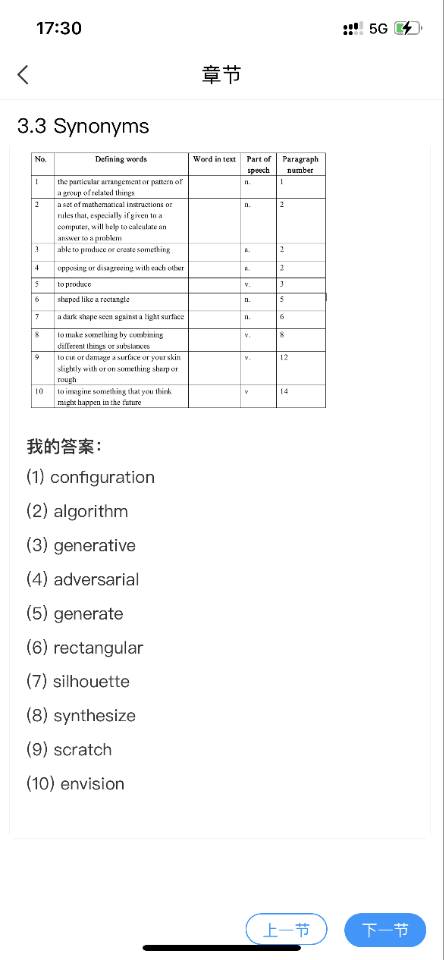 17:30
5G
章节
3.3 Synonyms
No. Defining words Word in text Part of speech Paragraph number
1 the particular arrangement or pattern of a group of related things n. 1
2 a set of mathematical instructions or rules that, especially if given to a computer, will help to calculate an answer to a problem n. 2
3 able to produce or create something a. 2
4 opposing or disagreeing with each other a. 2
5 to produce v. 3
6 shaped like a rectangle n. 5
7 a dark shape seen against a light surface n. 6
8 to make something by combining different things or substances v. 8
9 to cut or damage a surface or your skin slightly with or on something sharp or rough v. 12
10 to imagine something that you think might happen in the future v 14
我的答案：
(1) configuration
(2) algorithm
(3) generative
(4) adversarial
(5) generate
(6) rectangular
(7) silhouette
(8) synthesize
(9) scratch
(10) envision
上一节
下一节